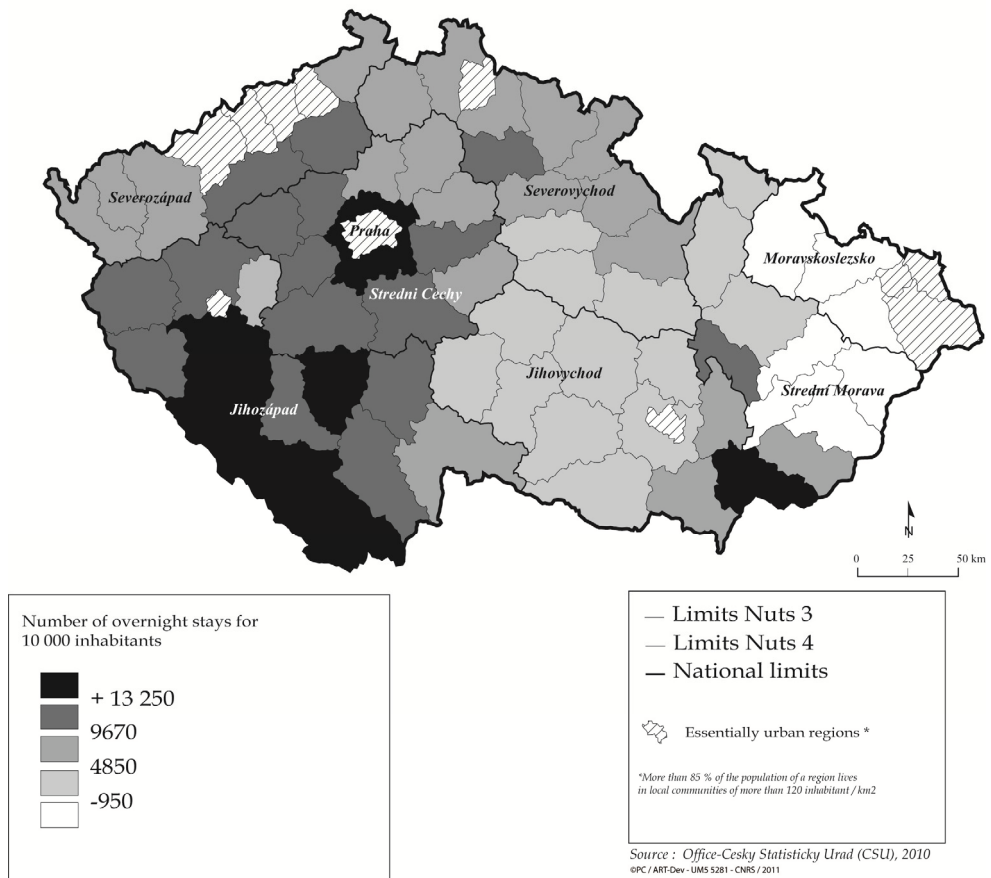 Severozápad
Severovychod
Praha
Moravskoslezsko
Stredni Cechy
Jihovychod
Strední Morava
Jihozápad
N
0 25 50 km
Number of overnight stays for
10 000 inhabitants
+ 13 250
9670
4850
-950
Limits Nuts 3
Limits Nuts 4
National limits
Essentially urban regions *
*More than 85 % of the population of a region lives
in local communities of more than 120 inhabitant / km2
Source : Office-Cesky Statisticky Urad (CSU), 2010
©PC / ART-Dev - UM5 5281 - CNRS / 2011